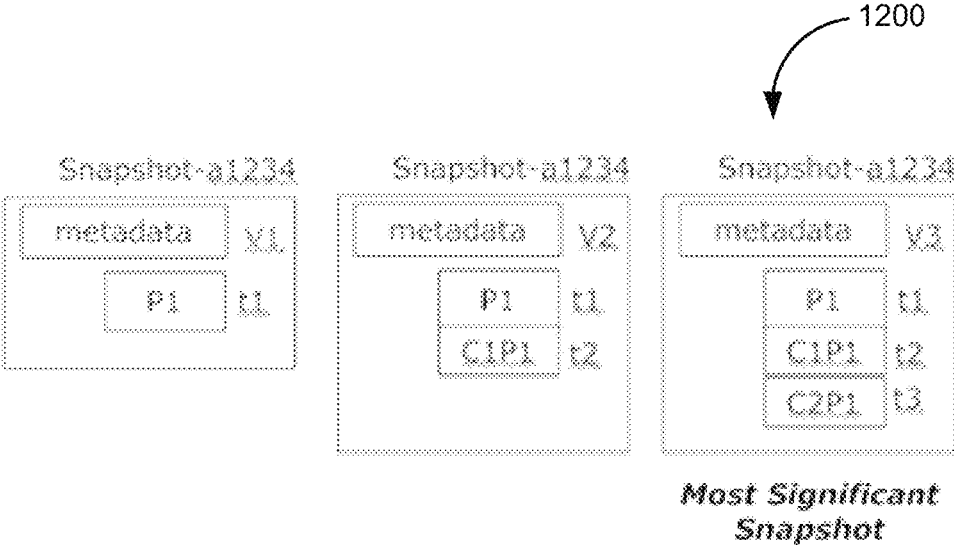 1200
Snapshot-a1234 Snapshot-a1234 Snapshot-a1234
metadata v1 metadata v2 metadata v3
P1 t1 P1 t1 P1 t1
C1P1 t2 C1P1 t2
C2P1 t3
Most Significant
Snapshot